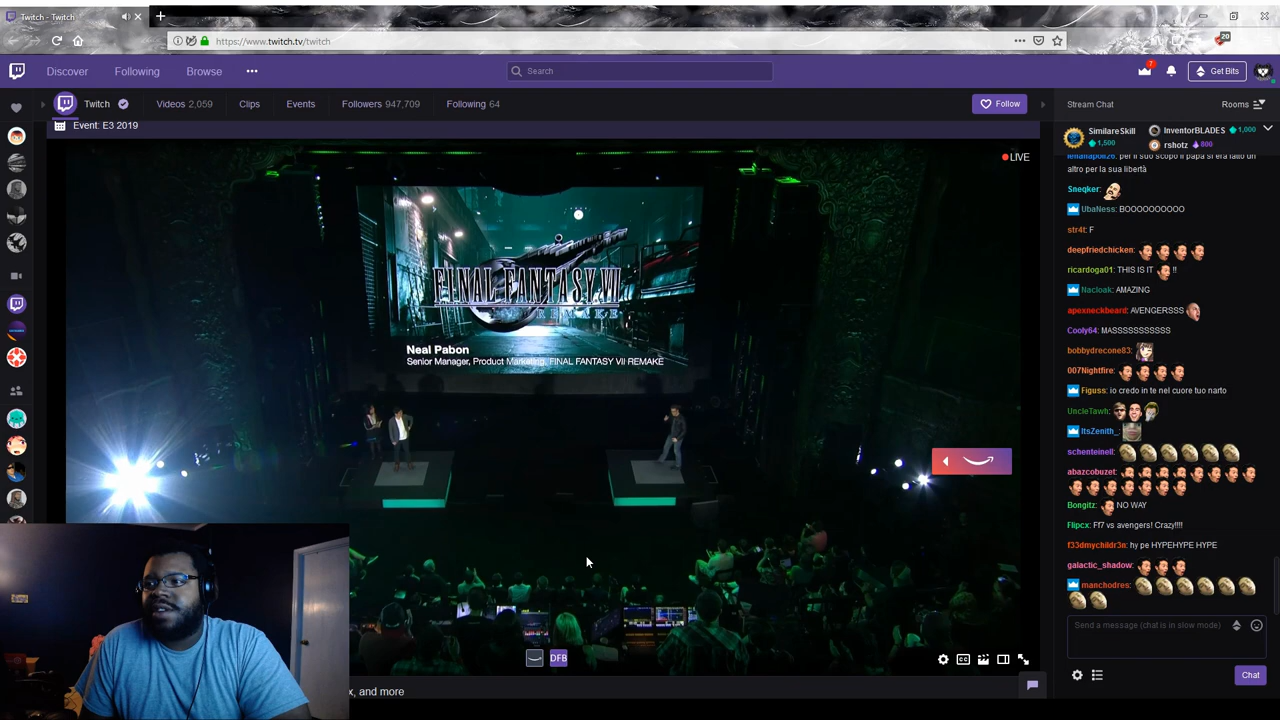 Twitch - Twitch
https://www.twitch.tv/twitch
20
Discover
Following
Browse
Search
7
Get Bits
Twitch
Videos 2,059
Clips
Events
Followers 947,709
Following 64
Follow
Stream Chat
Rooms
Event: E3 2019
LIVE
FINAL FANTASY VII
REMAKE
Neal Pabon
Senior Manager, Product Marketing, FINAL FANTASY VII REMAKE
DFB
x, and more
SimilareSkill
1,500
InventorBLADES 1,000
rshotz 800
per il suo scopo il papa si era fatto un
altro per la sua libertà
Sneqker:
UbaNess: BOOOOOOOOOO
str4t: F
deepfriedchicken:
ricardoga01: THIS IS IT !!
Nacloak: AMAZING
apexneckbeard: AVENGERSSS
Cooly64: MASSSSSSSSSSS
bobbydrecone83:
007Nightfire:
Figuss: io credo in te nel cuore tuo narto
UncleTawh:
ItsZenith_:
schenteinell:
abazcobuzet:
Bongitz: NO WAY
Flipcx: Ff7 vs avengers! Crazy!!!!
f33dmychildr3n: hy pe HYPEHYPE HYPE
galactic_shadow:
manchodres:
Send a message (chat is in slow mode)
Chat